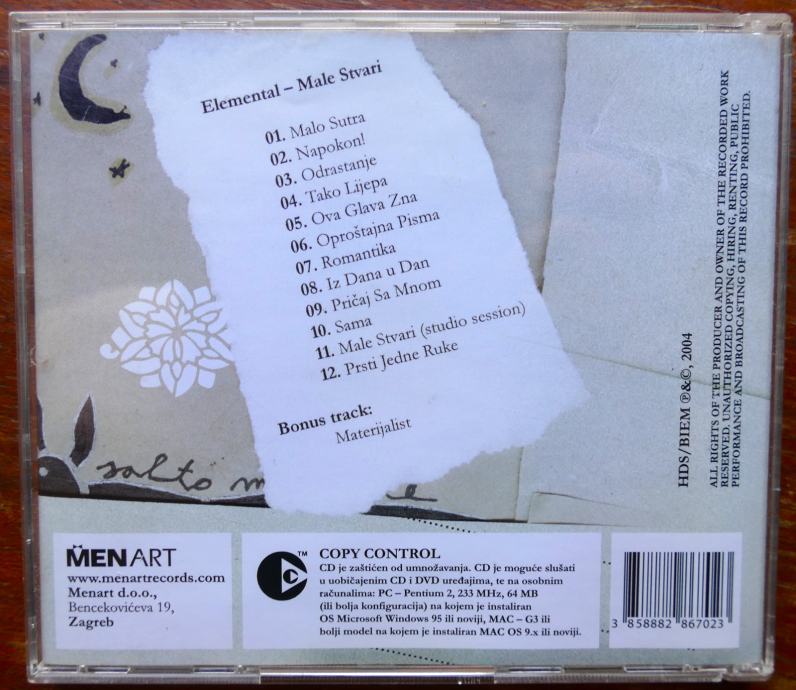 Elemental – Male Stvari
01. Malo Sutra
02. Napokon!
03. Odrastanje
04. Tako Lijepa
05. Ova Glava Zna
06. Oproštajna Pisma
07. Romantika
08. Iz Dana u Dan
09. Pričaj Sa Mnom
10. Sama
11. Male Stvari (studio session)
12. Prsti Jedne Ruke
Bonus track:
Materijalist
salto m
HDS/BIEM ℗&©, 2004
ALL RIGHTS OF THE PRODUCER AND OWNER OF THE RECORDED WORK
RESERVED. UNAUTHORIZED COPYING, HIRING, RENTING, PUBLIC
PERFORMANCE AND BROADCASTING OF THIS RECORD PROHIBITED.
MENART
www.menartrecords.com
Menart d.o.o.,
Bencekovićeva 19,
Zagreb
TM
COPY CONTROL
CD je zaštićen od umnožavanja. CD je moguće slušati
u uobičajenim CD i DVD uređajima, te na osobnim
računalima: PC – Pentium 2, 233 MHz, 64 MB
(ili bolja konfiguracija) na kojem je instaliran
OS Microsoft Windows 95 ili noviji, MAC – G3 ili
bolji model na kojem je instaliran MAC OS 9.x ili noviji.
3 858882 867023